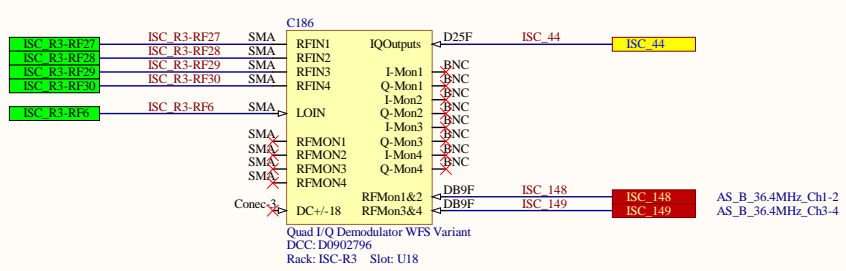 C186
ISC_R3-RF27 ISC_R3-RF27 SMA RFIN1 IQOutputs D25F ISC_44 ISC_44
ISC_R3-RF28 ISC_R3-RF28 SMA RFIN2
ISC_R3-RF29 ISC_R3-RF29 SMA RFIN3 I-Mon1 BNC
ISC_R3-RF30 ISC_R3-RF30 SMA RFIN4 Q-Mon1 BNC
I-Mon2 BNC
ISC_R3-RF6 ISC_R3-RF6 SMA LOIN Q-Mon2 BNC
I-Mon3 BNC
SMA RFMON1 Q-Mon3 BNC
SMA RFMON2 I-Mon4 BNC
SMA RFMON3 Q-Mon4 BNC
SMA RFMON4
RFMon1&2 DB9F ISC_148 ISC_148 AS_B_36.4MHz_Ch1-2
Conec-3 DC+/-18 RFMon3&4 DB9F ISC_149 ISC_149 AS_B_36.4MHz_Ch3-4
Quad I/Q Demodulator WFS Variant
DCC: D0902796
Rack: ISC-R3 Slot: U18